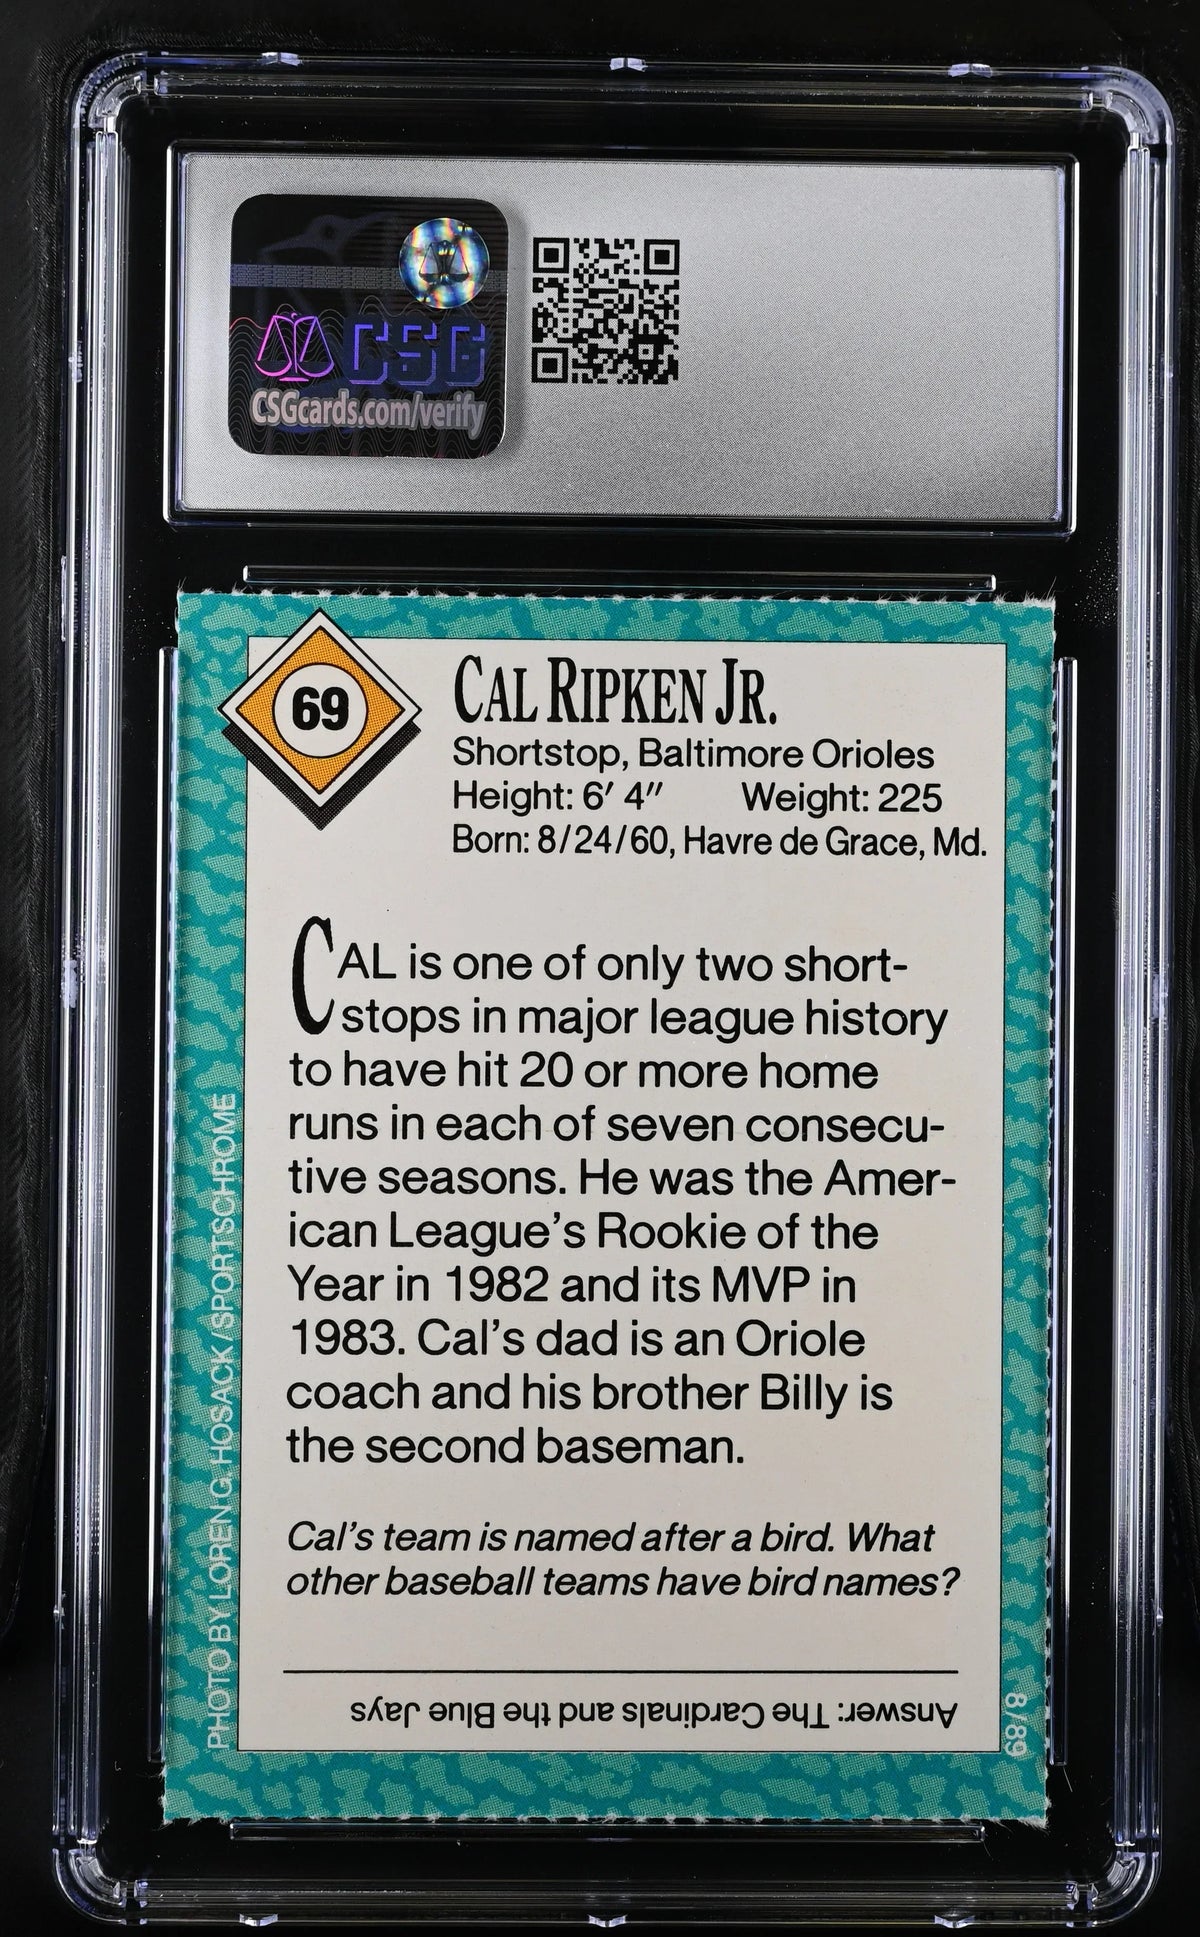 CSG
CSGcards.com/verify
69
CAL RIPKEN JR.
Shortstop, Baltimore Orioles
Height: 6′ 4″ Weight: 225
Born: 8/24/60, Havre de Grace, Md.
CAL is one of only two short-
stops in major league history
to have hit 20 or more home
runs in each of seven consecu-
tive seasons. He was the Amer-
ican League's Rookie of the
Year in 1982 and its MVP in
1983. Cal's dad is an Oriole
coach and his brother Billy is
the second baseman.
Cal's team is named after a bird. What
other baseball teams have bird names?
Answer: The Cardinals and the Blue Jays
PHOTO BY LOREN G. HOSACK/SPORTSCHROME
8/89